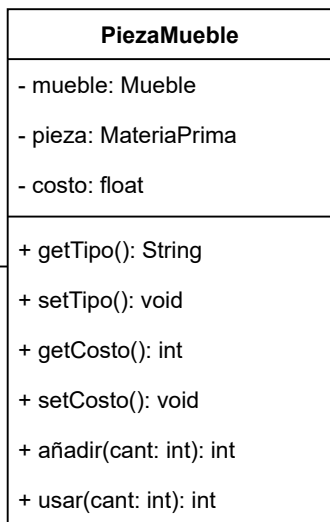 PiezaMueble
- mueble: Mueble
- pieza: MateriaPrima
- costo: float
+ getTipo(): String
+ setTipo(): void
+ getCosto(): int
+ setCosto(): void
+ añadir(cant: int): int
+ usar(cant: int): int